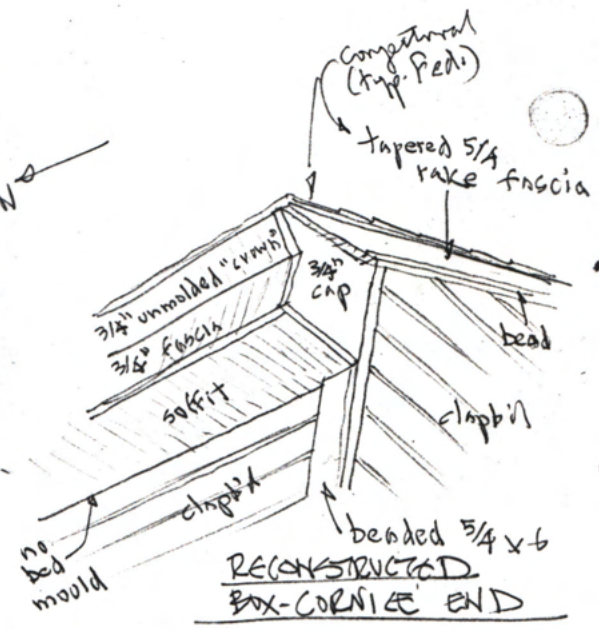 conjectural
(typ. Fed.)
tapered 5/4
rake fascia
N
3/4" unmolded "crown"
3/4" fascia
3/4"
cap
bead
soffit
clapb'd
clapb'd
no
bed
mould
beaded 5/4 x 6
RECONSTRUCTED
BOX-CORNICE END